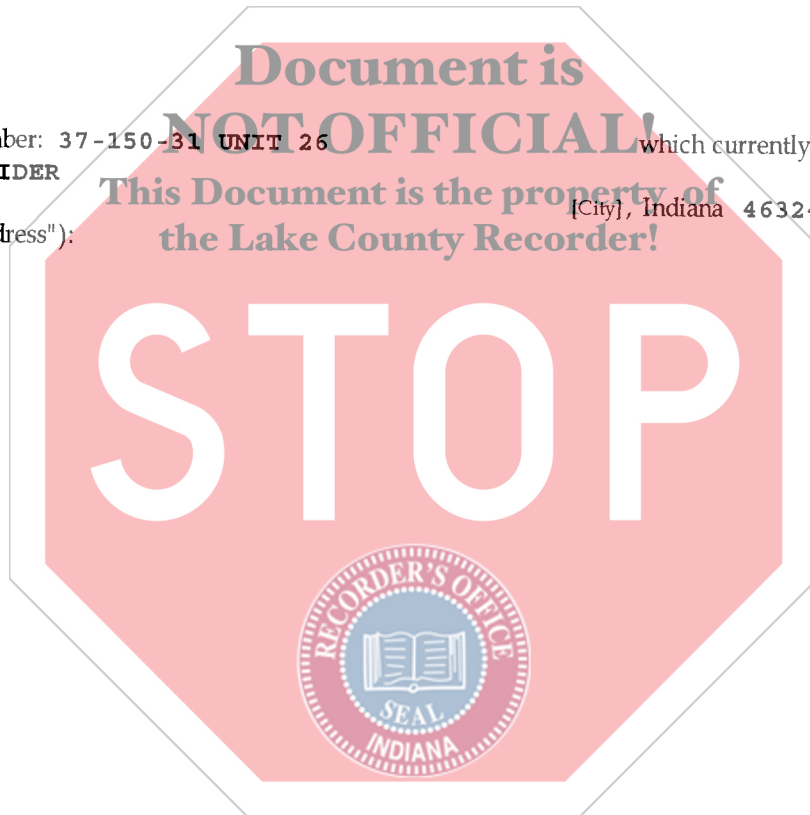 Document is
NOT OFFICIAL!
This Document is the property of
the Lake County Recorder!
ber: 37-150-31 UNIT 26 which currently
IDER
[City], Indiana 4632
dress"):
STOP
RECORDER'S OFFICE
SEAL
INDIANA